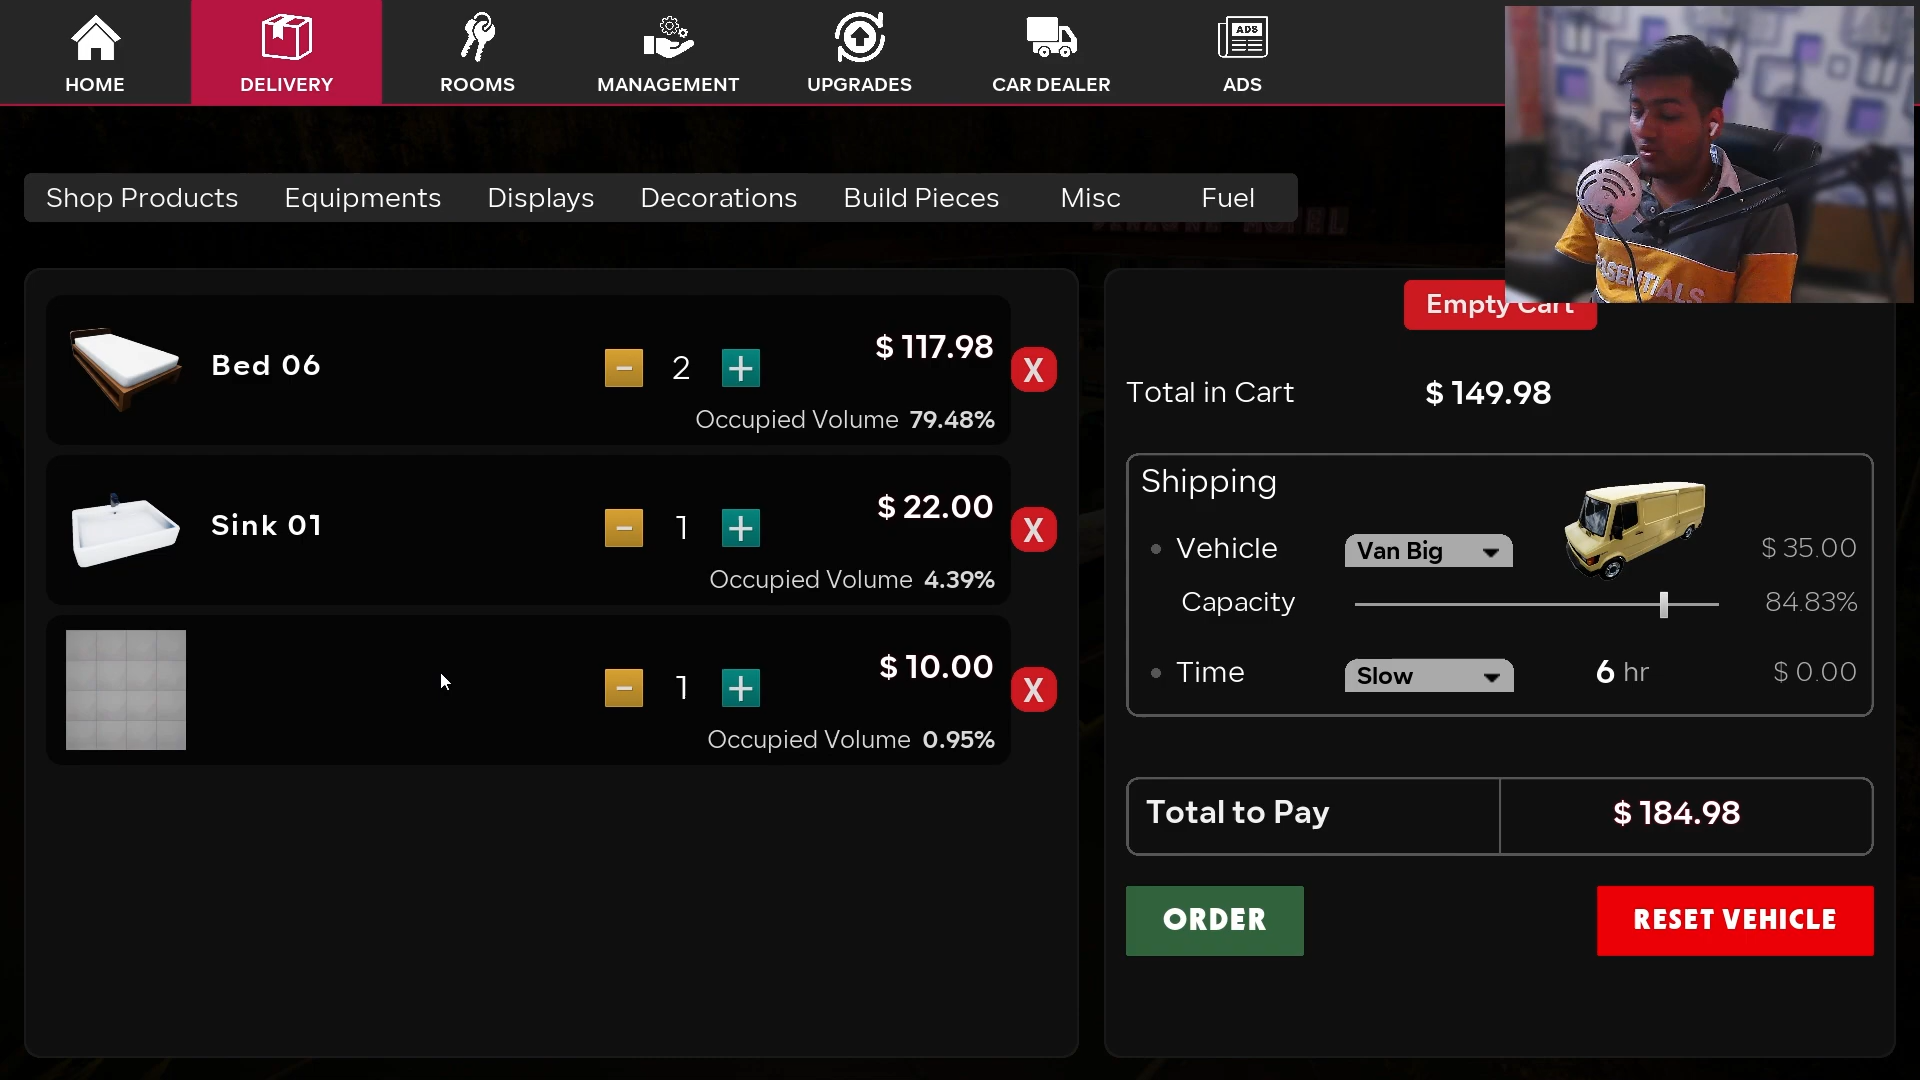 HOME
DELIVERY
ROOMS
MANAGEMENT
UPGRADES
CAR DEALER
ADS
ADS
Shop Products
Equipments
Displays
Decorations
Build Pieces
Misc
Fuel
Bed 06
- 2 +
$ 117.98
X
Occupied Volume 79.48%
Sink 01
- 1 +
$ 22.00
X
Occupied Volume 4.39%
- 1 +
$ 10.00
X
Occupied Volume 0.95%
Empty Cart
Total in Cart $ 149.98
Shipping
Vehicle Van Big $ 35.00
Capacity 84.83%
Time Slow 6 hr $ 0.00
Total to Pay $ 184.98
ORDER
RESET VEHICLE